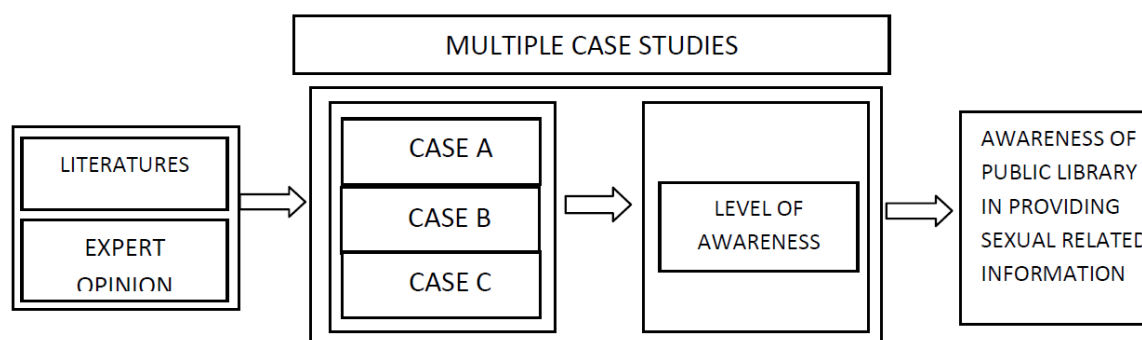 MULTIPLE CASE STUDIES
LITERATURES
EXPERT
OPINION
CASE A
CASE B
CASE C
LEVEL OF
AWARENESS
AWARENESS OF
PUBLIC LIBRARY
IN PROVIDING
SEXUAL RELATED
INFORMATION